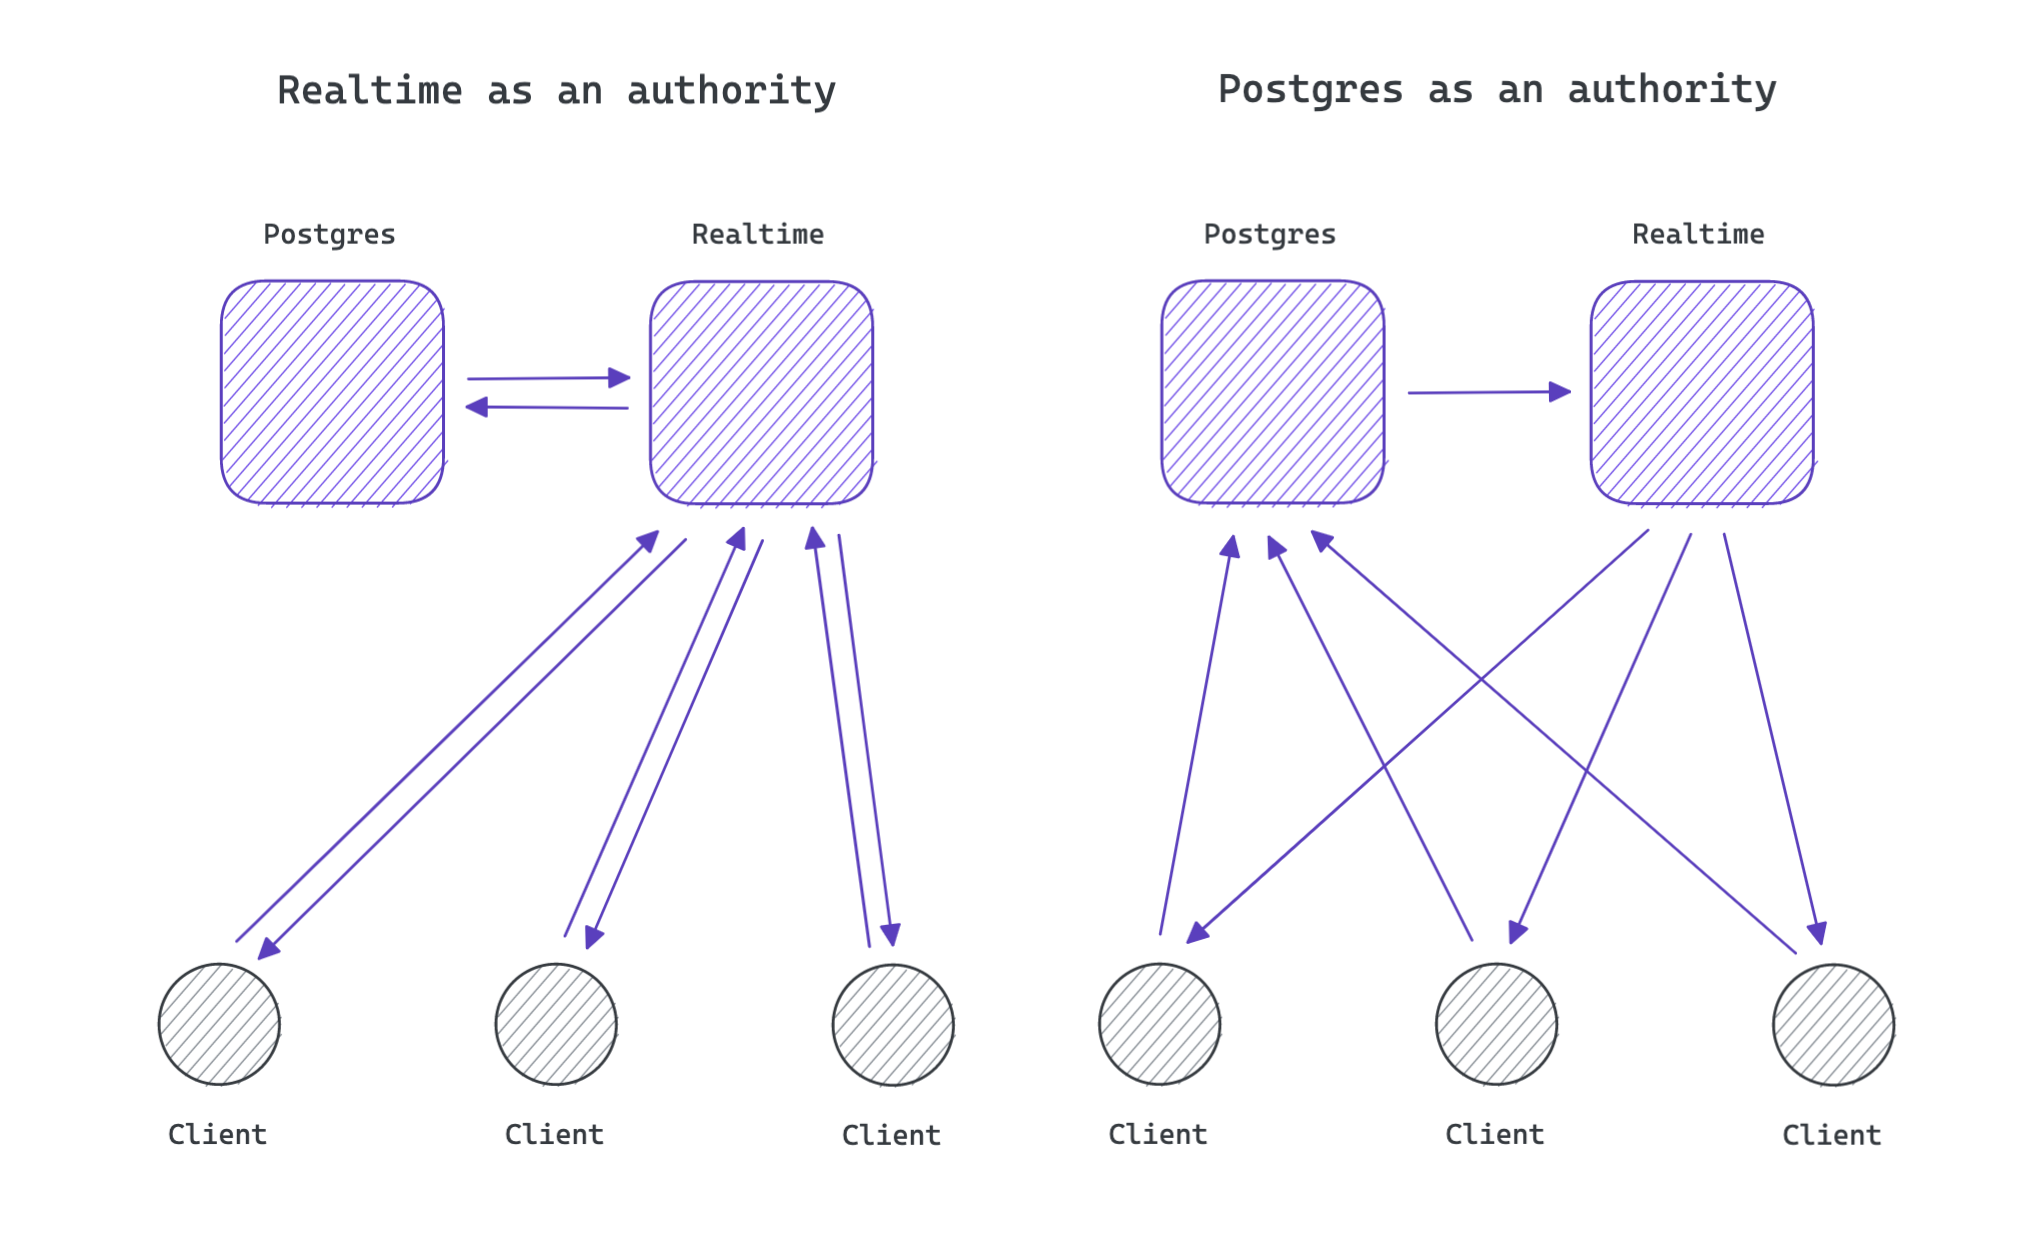 Realtime as an authority
Postgres
Realtime
Client
Client
Client
Postgres as an authority
Postgres
Realtime
Client
Client
Client